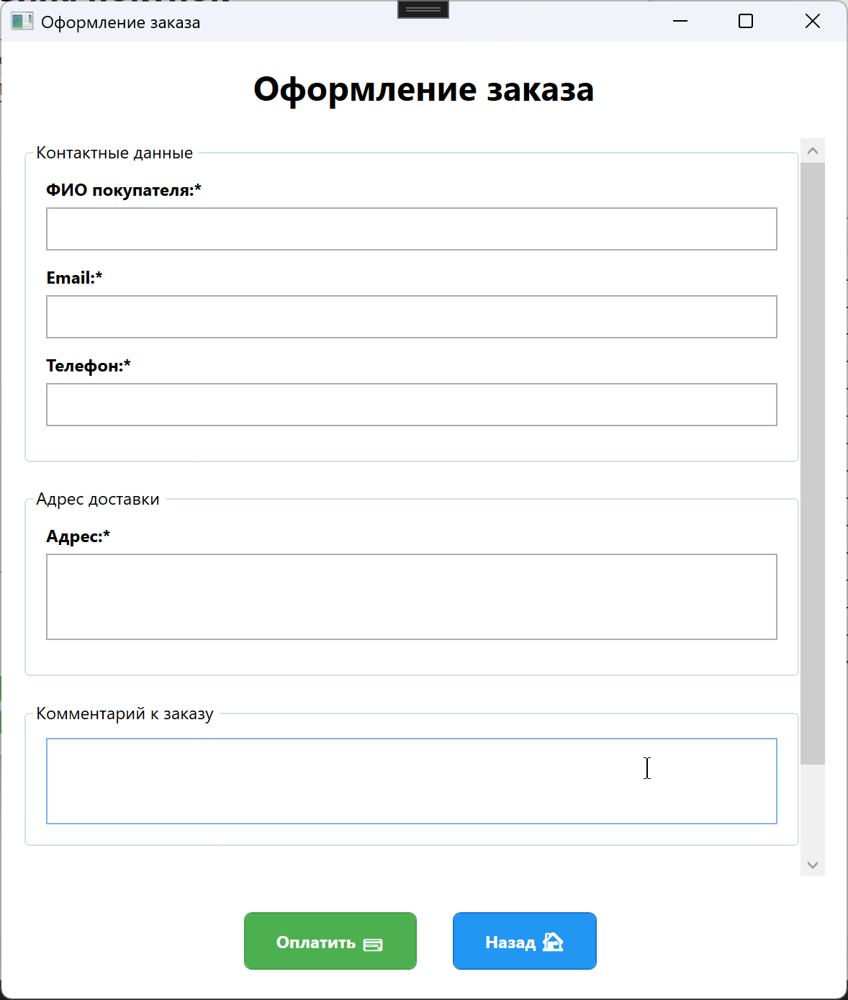 Оформление заказа
Оформление заказа
Контактные данные
ФИО покупателя:*
Email:*
Телефон:*
Адрес доставки
Адрес:*
Комментарий к заказу
Оплатить
Назад